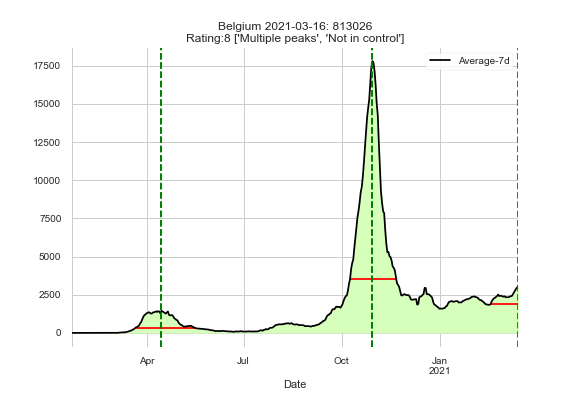 Belgium 2021-03-16: 813026
Rating:8 ['Multiple peaks', 'Not in control']
Average-7d
17500
15000
12500
10000
7500
5000
2500
0
Apr
Jul
Oct
Jan
2021
Date